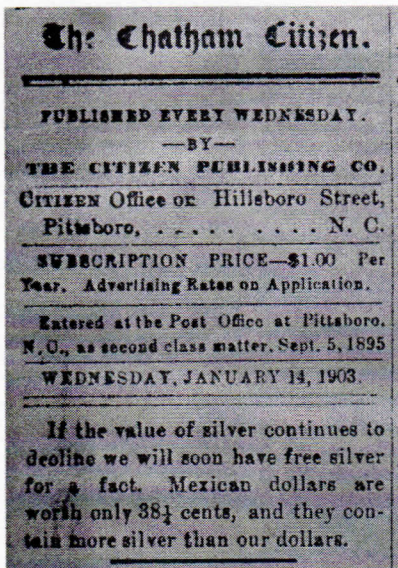 The Chatham Citizen.
PUBLISHED EVERY WEDNESDAY.
—BY—
THE CITIZEN PUBLISHING CO.
CITIZEN Office on Hillsboro Street,
Pittsboro, . . . . . . . . . . N. C.
SUBSCRIPTION PRICE—$1.00 Per
Year. Advertising Rates on Application.
Entered at the Post Office at Pittsboro,
N. C., as second class matter. Sept. 5, 1895
WEDNESDAY, JANUARY 14, 1903.
If the value of silver continues to
decline we will soon have free silver
for a fact. Mexican dollars are
worth only 38½ cents, and they con-
tain more silver than our dollars.